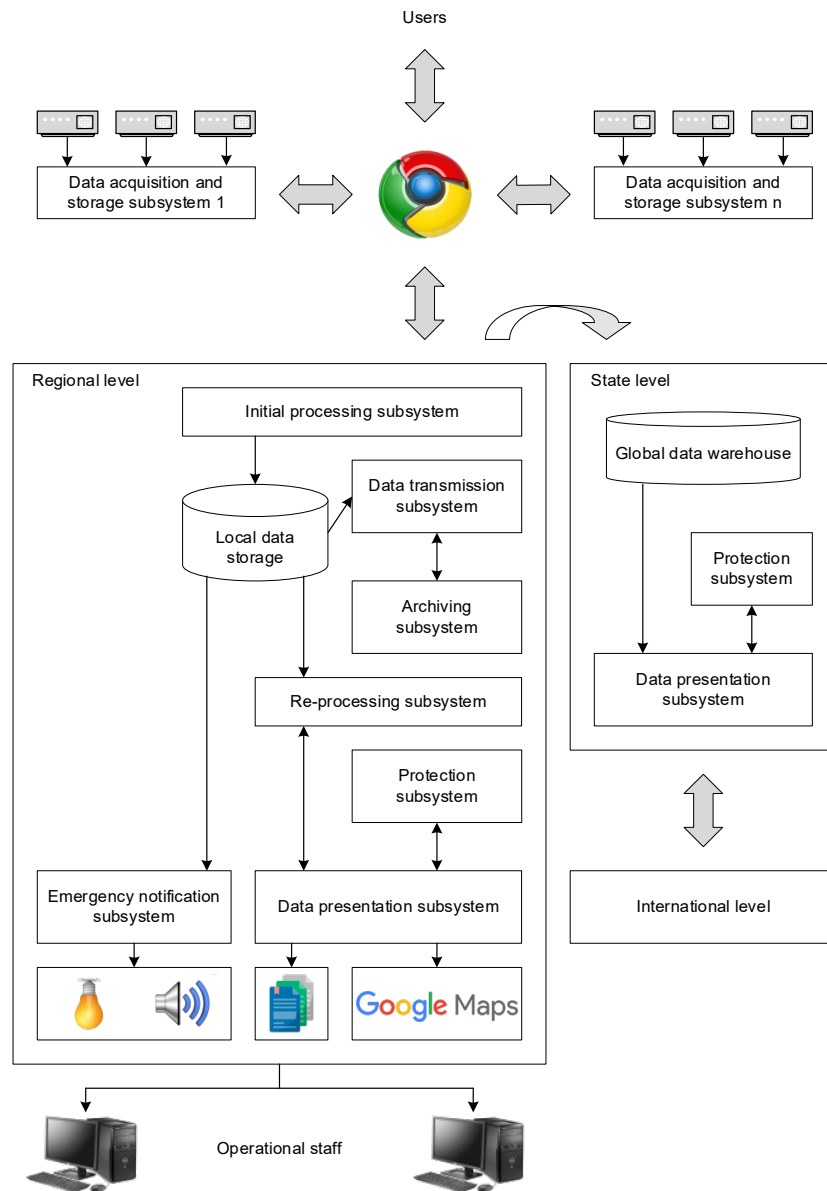 Users
Data acquisition and
storage subsystem 1
Data acquisition and
storage subsystem n
Regional level
Initial processing subsystem
Local data
storage
Data transmission
subsystem
Archiving
subsystem
Re-processing subsystem
Protection
subsystem
Emergency notification
subsystem
Data presentation subsystem
Google Maps
State level
Global data warehouse
Protection
subsystem
Data presentation
subsystem
International level
Operational staff